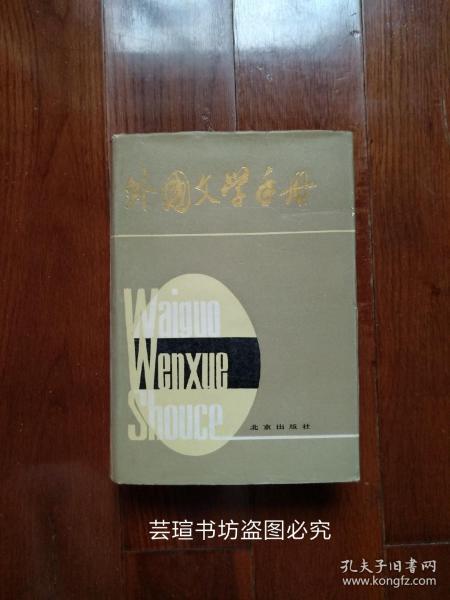 外国文学手册
Waiguo
Wenxue
Shouce
北京出版社
芸瑄书坊盗图必究
孔夫子旧书网
www.kongfz.com